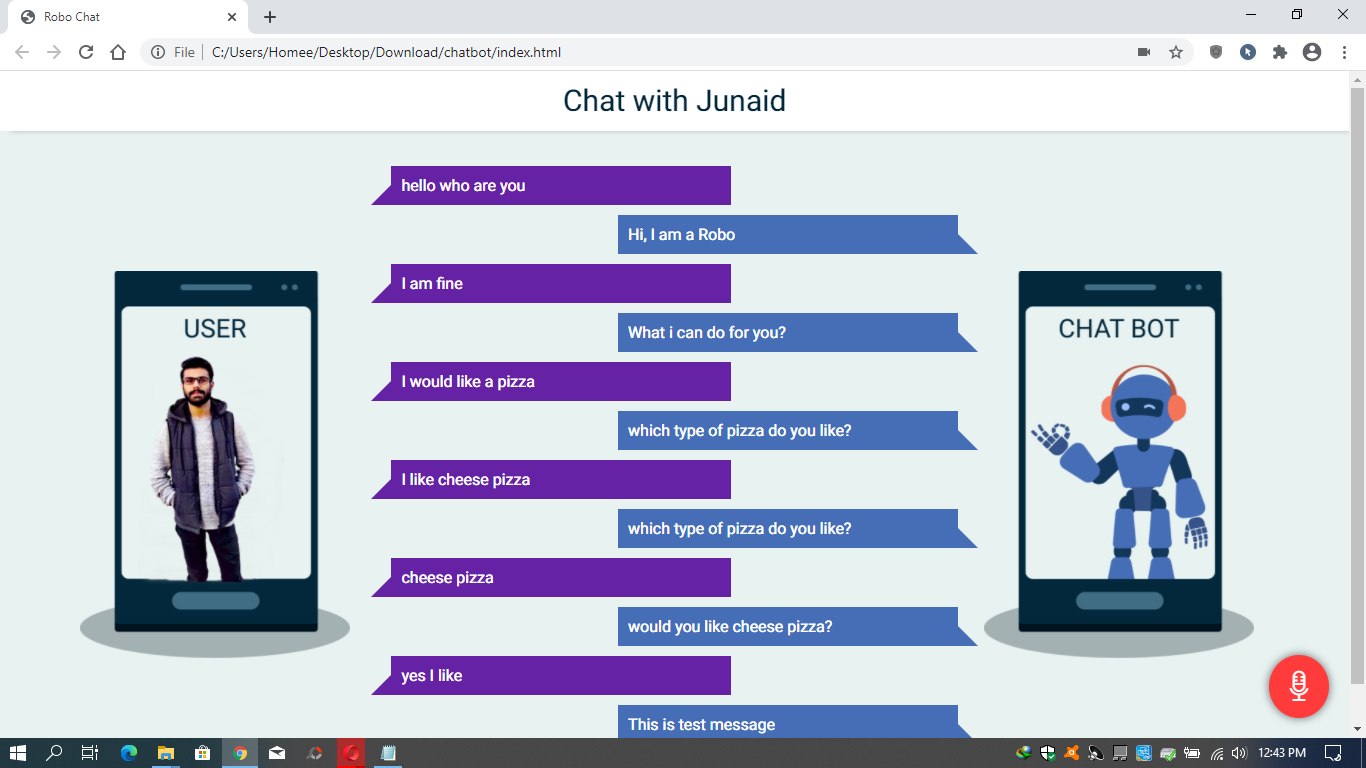 Robo Chat
File
C:/Users/Homee/Desktop/Download/chatbot/index.html
Chat with Junaid
hello who are you
Hi, I am a Robo
I am fine
What i can do for you?
USER
CHAT BOT
I would like a pizza
which type of pizza do you like?
I like cheese pizza
which type of pizza do you like?
cheese pizza
would you like cheese pizza?
yes I like
This is test message
12:43 PM